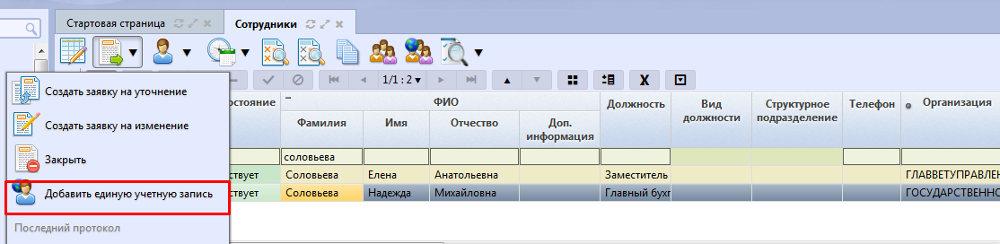 Стартовая страница
Сотрудники
1/1 : 2
X
Создать заявку на уточнение
Создать заявку на изменение
Закрыть
Добавить единую учетную запись
Последний протокол
стояние
ФИО
Должность
Вид должности
Структурное подразделение
Телефон
Организация
Фамилия
Имя
Отчество
Доп. информация
соловьева
ствует
Соловьева
Елена
Анатольевна
Заместитель
ГЛАВВЕТУПРАВЛЕН
ствует
Соловьева
Надежда
Михайловна
Главный бухг
ГОСУДАРСТВЕННО